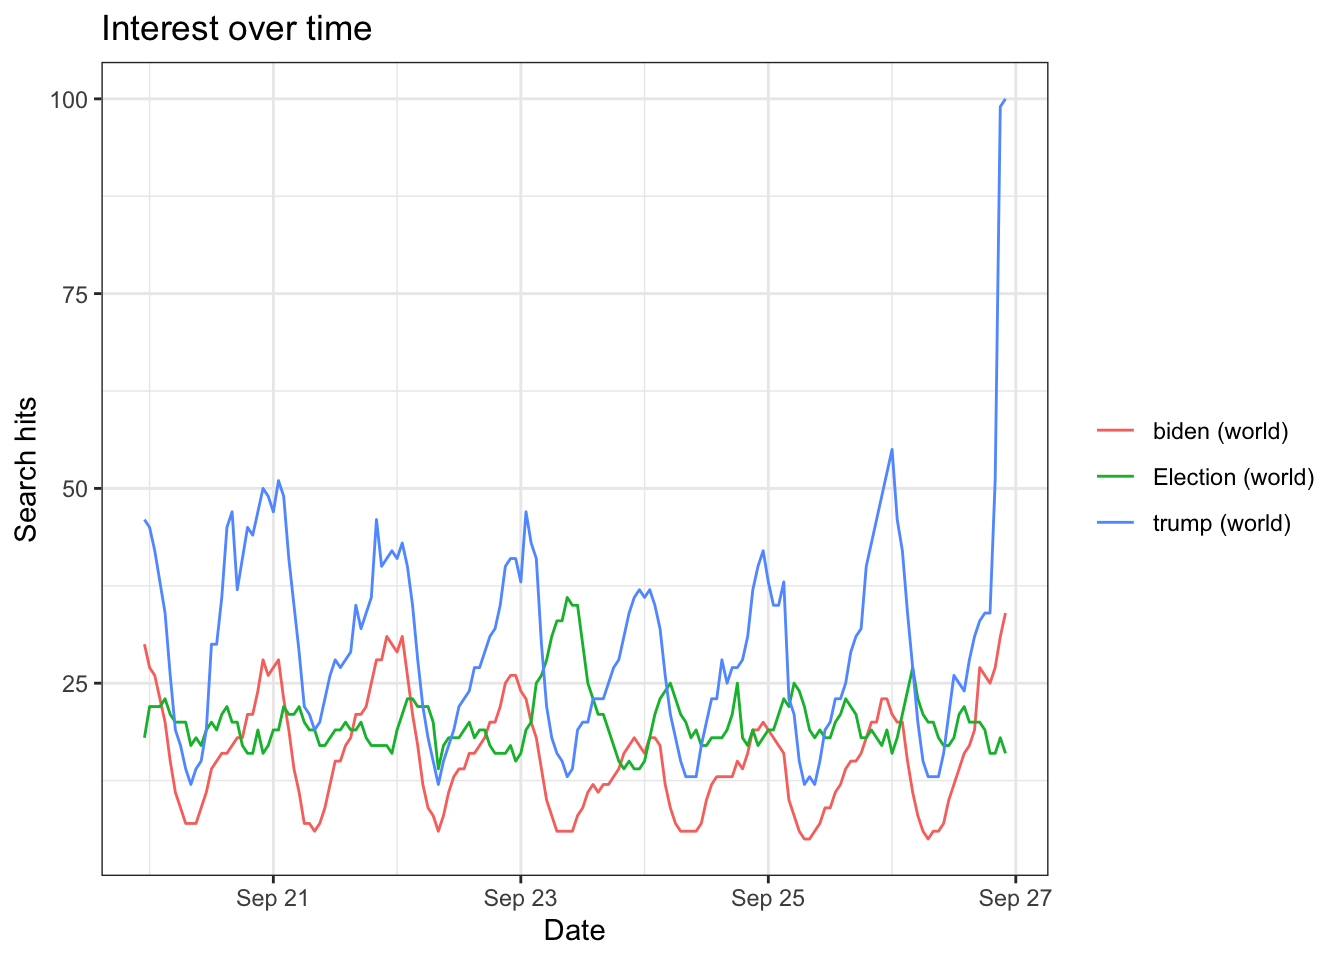 Interest over time
100
75
50
25
Search hits
Sep 21
Sep 23
Sep 25
Sep 27
Date
biden (world)
Election (world)
trump (world)